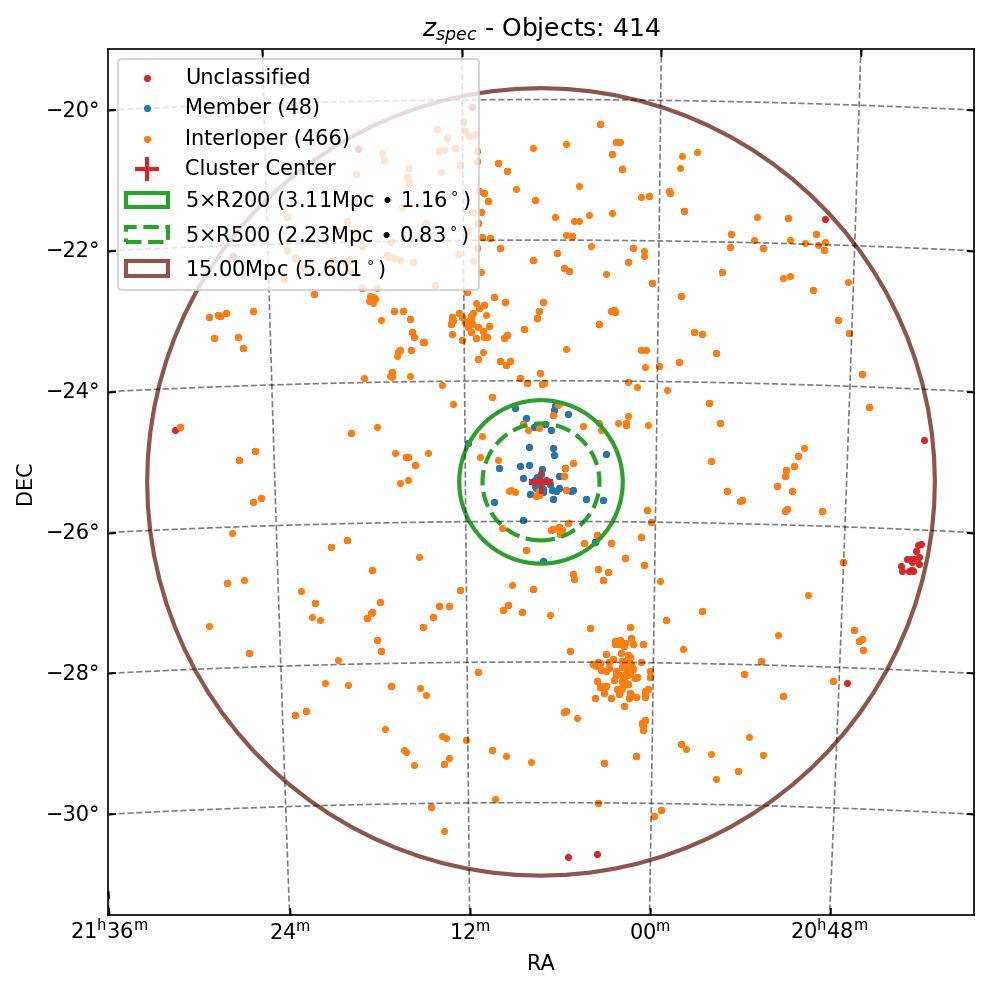 z_spec - Objects: 414
Unclassified
Member (48)
Interloper (466)
Cluster Center
5×R200 (3.11Mpc • 1.16°)
5×R500 (2.23Mpc • 0.83°)
15.00Mpc (5.601°)
−20°
−22°
−24°
−26°
−28°
−30°
DEC
21ʰ36ᵐ 24ᵐ 12ᵐ 00ᵐ 20ʰ48ᵐ
RA